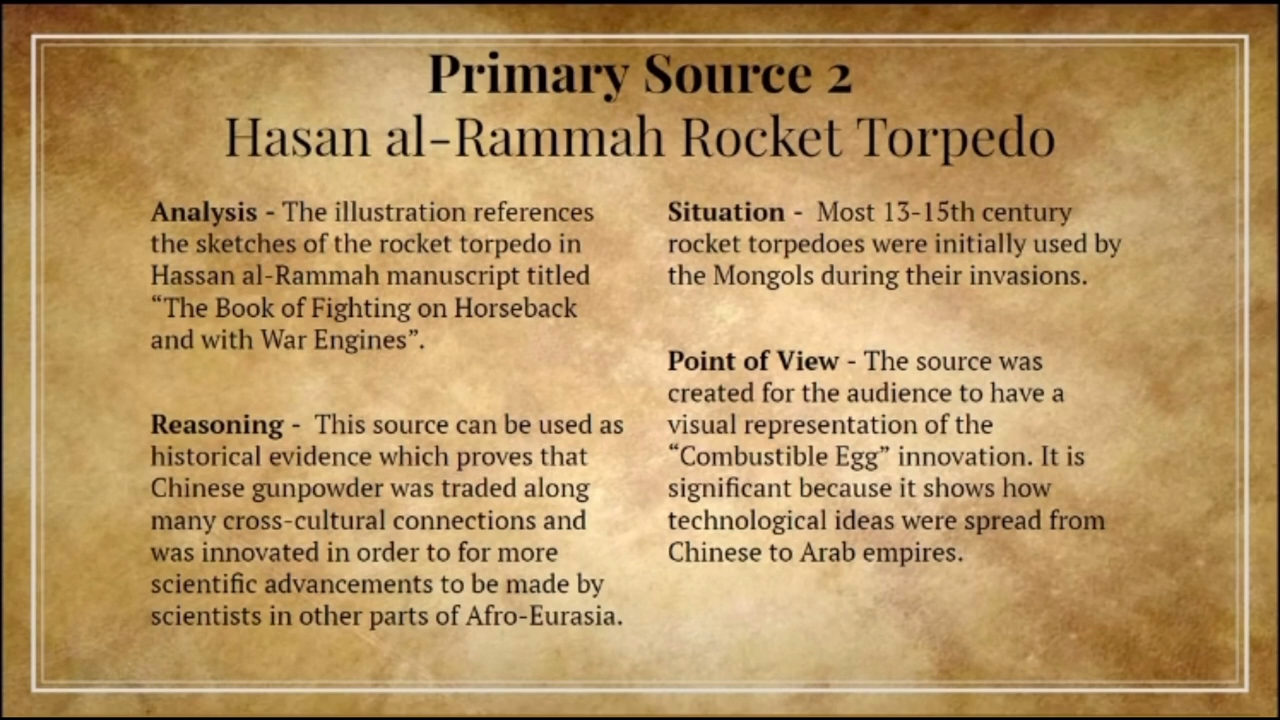 Primary Source 2
Hasan al-Rammah Rocket Torpedo
Analysis - The illustration references
the sketches of the rocket torpedo in
Hassan al-Rammah manuscript titled
“The Book of Fighting on Horseback
and with War Engines”.
Reasoning - This source can be used as
historical evidence which proves that
Chinese gunpowder was traded along
many cross-cultural connections and
was innovated in order to for more
scientific advancements to be made by
scientists in other parts of Afro-Eurasia.
Situation - Most 13-15th century
rocket torpedoes were initially used by
the Mongols during their invasions.
Point of View - The source was
created for the audience to have a
visual representation of the
“Combustible Egg” innovation. It is
significant because it shows how
technological ideas were spread from
Chinese to Arab empires.